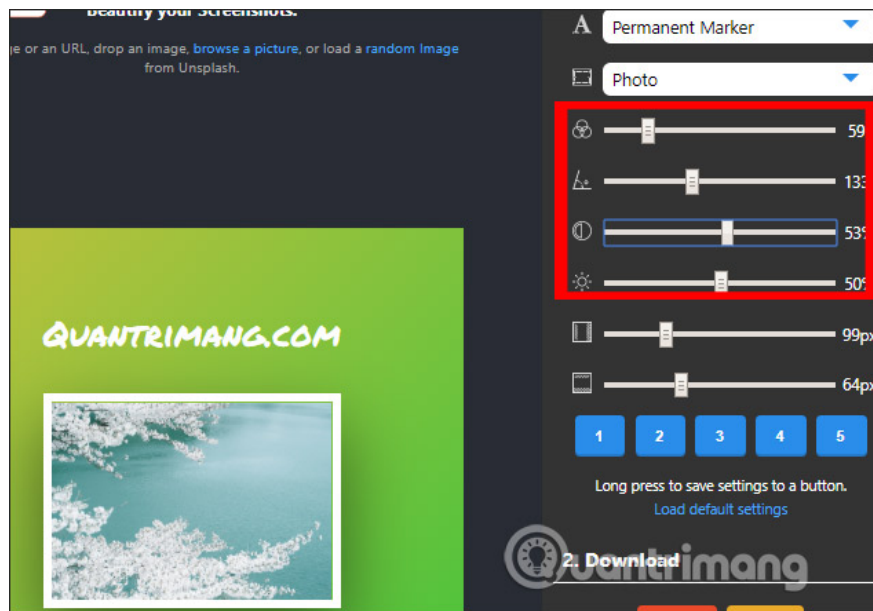 Beautify your Screenshots.
ge or an URL, drop an image, browse a picture, or load a random Image
from Unsplash.
QUANTRIMANG.COM
A Permanent Marker
Photo
59
133
53%
50%
99px
64px
1 2 3 4 5
Long press to save settings to a button.
Load default settings
2. Download
Quantrimang